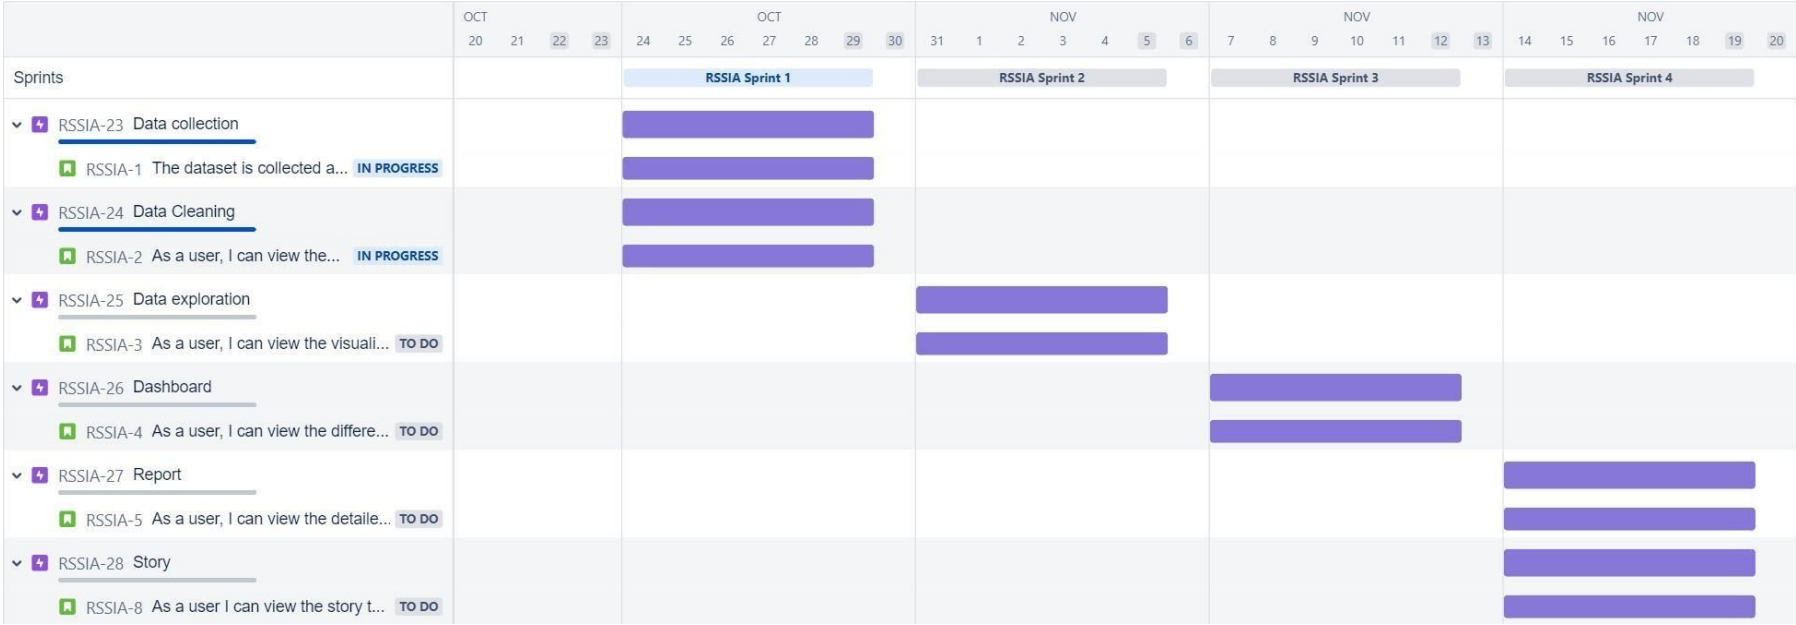 OCT OCT NOV NOV NOV
20 21 22 23 24 25 26 27 28 29 30 31 1 2 3 4 5 6 7 8 9 10 11 12 13 14 15 16 17 18 19 20
Sprints RSSIA Sprint 1 RSSIA Sprint 2 RSSIA Sprint 3 RSSIA Sprint 4
RSSIA-23 Data collection
RSSIA-1 The dataset is collected a... IN PROGRESS
RSSIA-24 Data Cleaning
RSSIA-2 As a user, I can view the... IN PROGRESS
RSSIA-25 Data exploration
RSSIA-3 As a user, I can view the visuali... TO DO
RSSIA-26 Dashboard
RSSIA-4 As a user, I can view the differe... TO DO
RSSIA-27 Report
RSSIA-5 As a user, I can view the detaile... TO DO
RSSIA-28 Story
RSSIA-8 As a user I can view the story t... TO DO